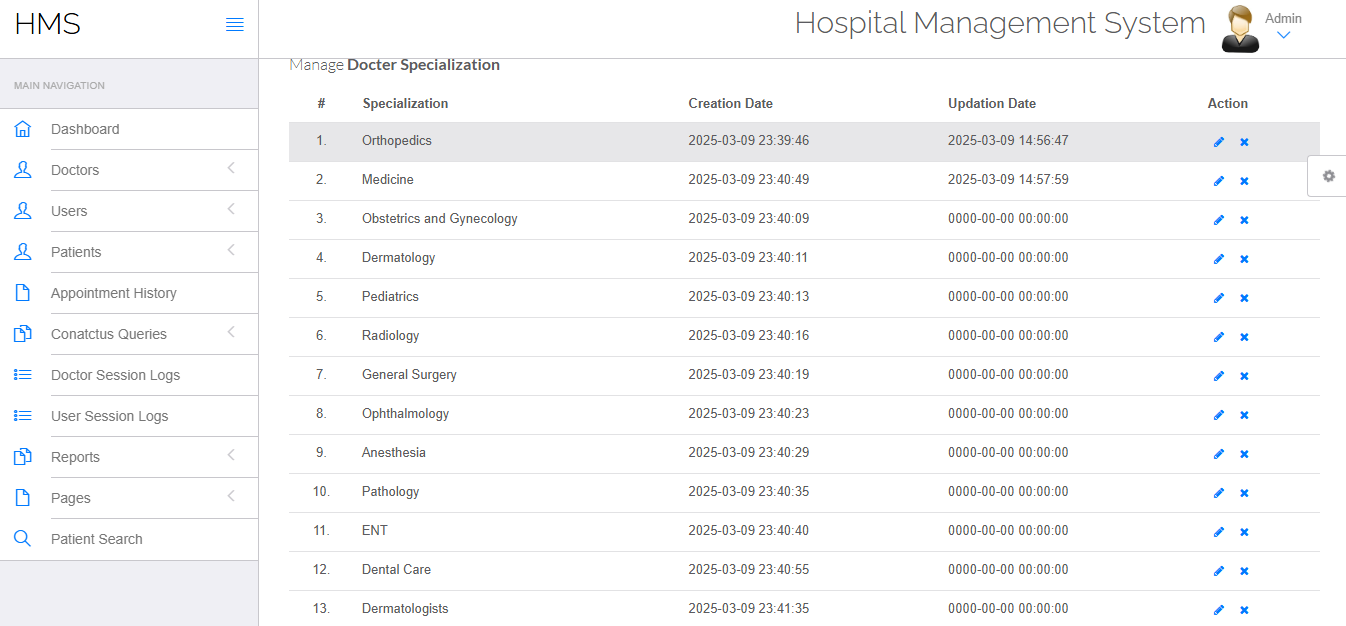 HMS
Hospital Management System
Admin
MAIN NAVIGATION
Dashboard
Doctors
Users
Patients
Appointment History
Conatctus Queries
Doctor Session Logs
User Session Logs
Reports
Pages
Patient Search
Manage Docter Specialization
# Specialization Creation Date Updation Date Action
1. Orthopedics 2025-03-09 23:39:46 2025-03-09 14:56:47
2. Medicine 2025-03-09 23:40:49 2025-03-09 14:57:59
3. Obstetrics and Gynecology 2025-03-09 23:40:09 0000-00-00 00:00:00
4. Dermatology 2025-03-09 23:40:11 0000-00-00 00:00:00
5. Pediatrics 2025-03-09 23:40:13 0000-00-00 00:00:00
6. Radiology 2025-03-09 23:40:16 0000-00-00 00:00:00
7. General Surgery 2025-03-09 23:40:19 0000-00-00 00:00:00
8. Ophthalmology 2025-03-09 23:40:23 0000-00-00 00:00:00
9. Anesthesia 2025-03-09 23:40:29 0000-00-00 00:00:00
10. Pathology 2025-03-09 23:40:35 0000-00-00 00:00:00
11. ENT 2025-03-09 23:40:40 0000-00-00 00:00:00
12. Dental Care 2025-03-09 23:40:55 0000-00-00 00:00:00
13. Dermatologists 2025-03-09 23:41:35 0000-00-00 00:00:00